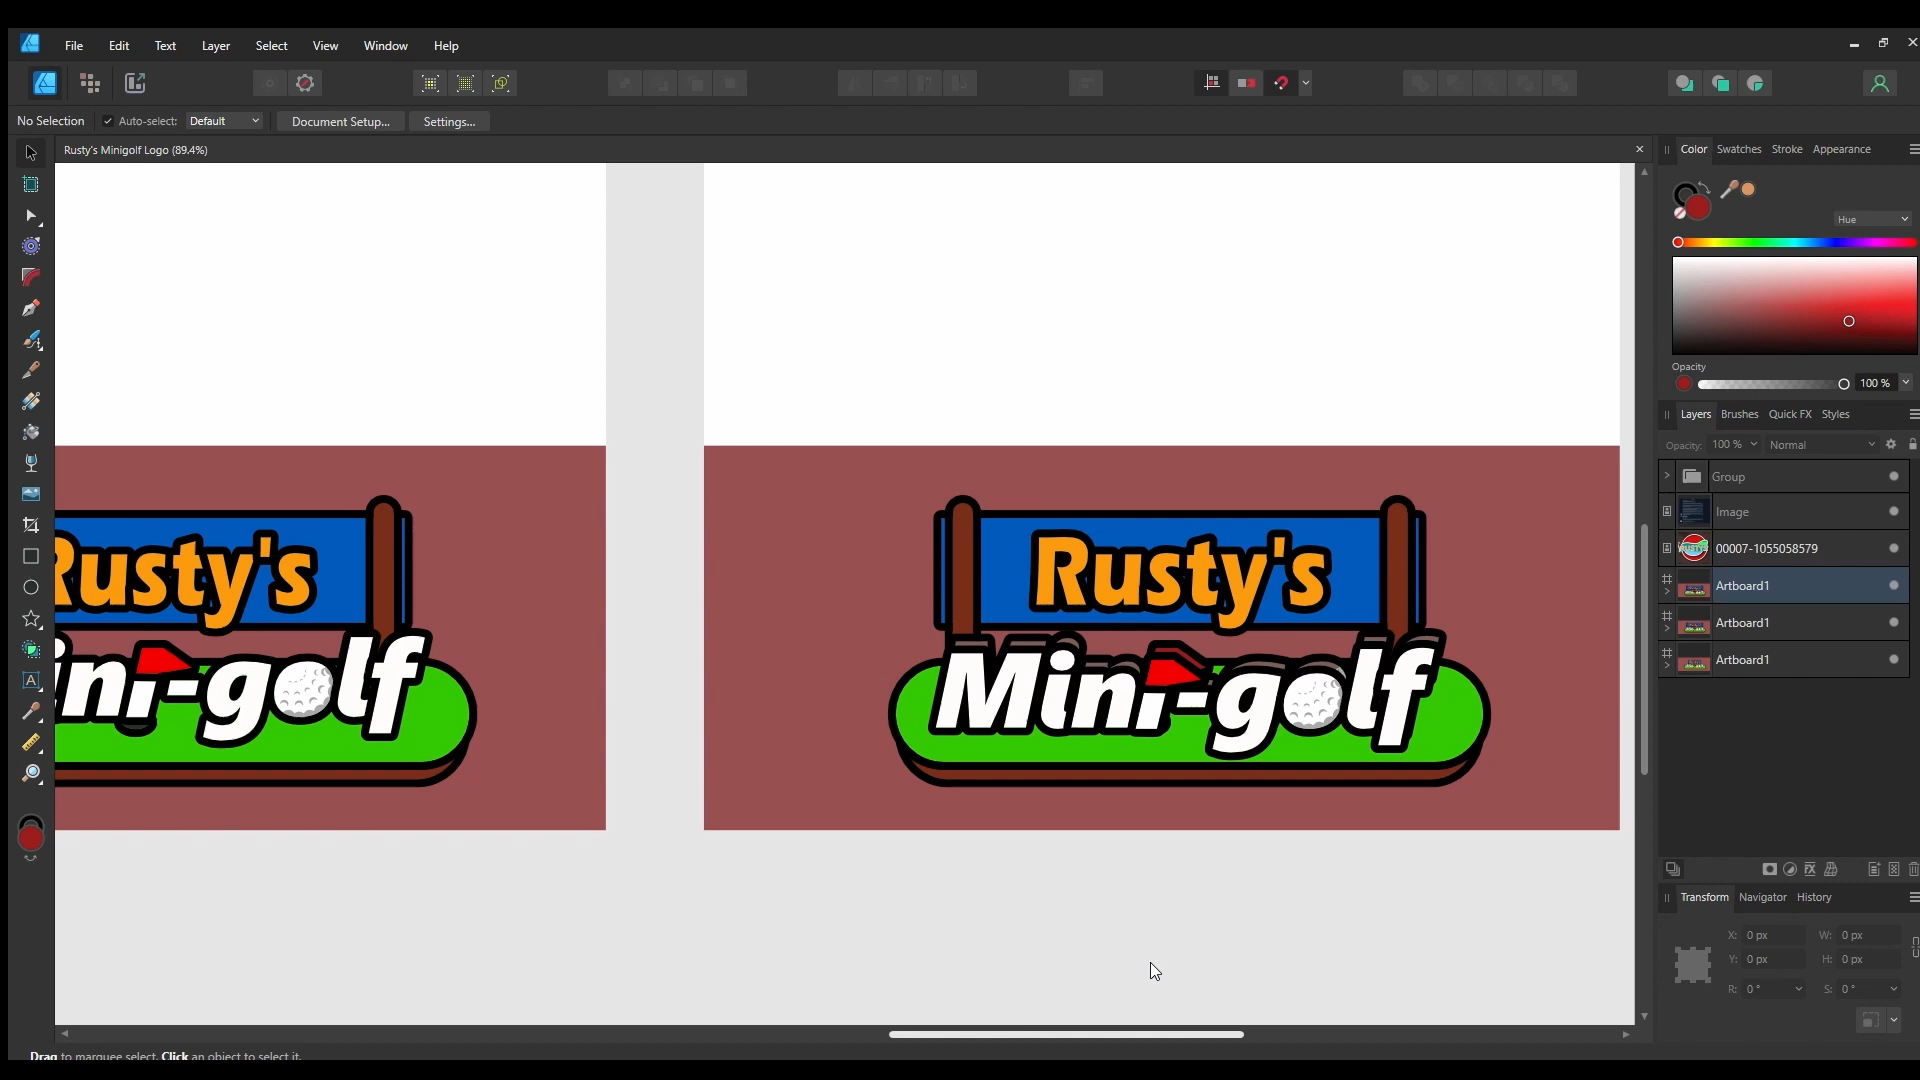 File Edit Text Layer Select View Window Help
No Selection Auto-select: Default Document Setup... Settings...
Rusty's Minigolf Logo (89.4%)
Color Swatches Stroke Appearance
Hue
Opacity
100 %
Layers Brushes Quick FX Styles
Opacity: 100 % Normal
Group
Image
00007-1055058579
Artboard1
Artboard1
Artboard1
Transform Navigator History
X: 0 px W: 0 px
Y: 0 px H: 0 px
R: 0 ° S: 0 °
Rusty's
ini-golf
Rusty's
Mini-golf
Drag to marquee select. Click an object to select it.